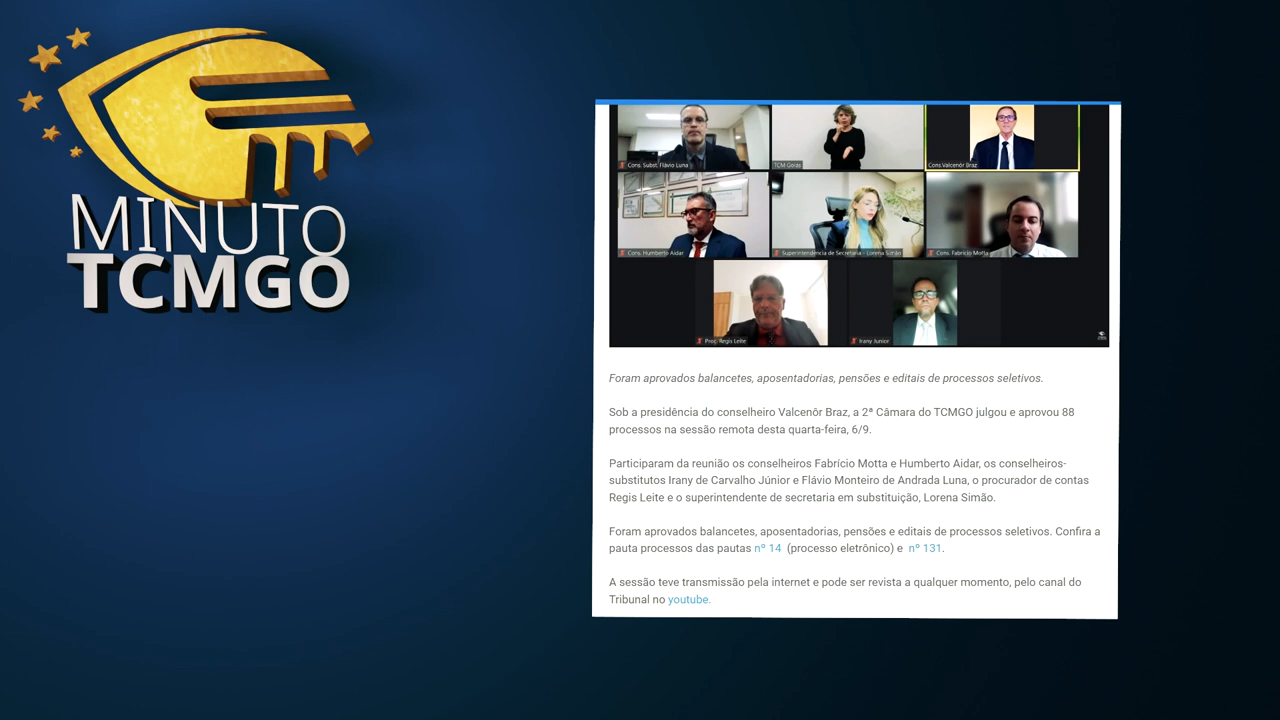 MINUTO
TCMGO
Cons. Subst. Flávio Luna
TCM Goiás
Cons.Valcenôr Braz
Cons. Humberto Aidar
Superintendência de Secretaria - Lorena Simão
Cons. Fabrício Motta
Proc. Regis Leite
Irany Junior
Foram aprovados balancetes, aposentadorias, pensões e editais de processos seletivos.
Sob a presidência do conselheiro Valcenôr Braz, a 2ª Câmara do TCMGO julgou e aprovou 88
processos na sessão remota desta quarta-feira, 6/9.
Participaram da reunião os conselheiros Fabrício Motta e Humberto Aidar, os conselheiros-
substitutos Irany de Carvalho Júnior e Flávio Monteiro de Andrada Luna, o procurador de contas
Regis Leite e o superintendente de secretaria em substituição, Lorena Simão.
Foram aprovados balancetes, aposentadorias, pensões e editais de processos seletivos. Confira a
pauta processos das pautas nº 14 (processo eletrônico) e nº 131.
A sessão teve transmissão pela internet e pode ser revista a qualquer momento, pelo canal do
Tribunal no youtube.